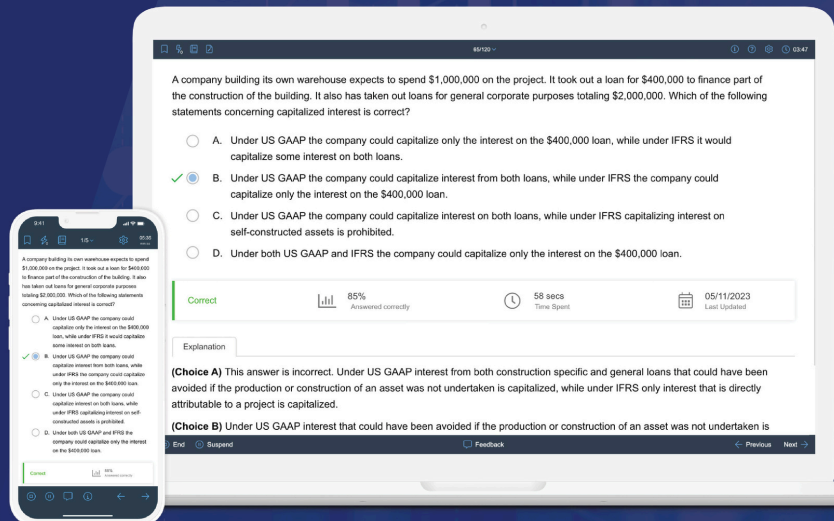 85/120
03:47
A company building its own warehouse expects to spend $1,000,000 on the project. It took out a loan for $400,000 to finance part of
the construction of the building. It also has taken out loans for general corporate purposes totaling $2,000,000. Which of the following
statements concerning capitalized interest is correct?
A. Under US GAAP the company could capitalize only the interest on the $400,000 loan, while under IFRS it would
capitalize some interest on both loans.
B. Under US GAAP the company could capitalize interest from both loans, while under IFRS the company could
capitalize only the interest on the $400,000 loan.
C. Under US GAAP the company could capitalize interest on both loans, while under IFRS capitalizing interest on
self-constructed assets is prohibited.
D. Under both US GAAP and IFRS the company could capitalize only the interest on the $400,000 loan.
Correct
85%
Answered correctly
58 secs
Time Spent
05/11/2023
Last Updated
Explanation
(Choice A) This answer is incorrect. Under US GAAP interest from both construction specific and general loans that could have been
avoided if the production or construction of an asset was not undertaken is capitalized, while under IFRS only interest that is directly
attributable to a project is capitalized.
(Choice B) Under US GAAP interest that could have been avoided if the production or construction of an asset was not undertaken is
End
Suspend
Feedback
Previous
Next
9:41
1/5
A company building its own warehouse expects to spend
$1,000,000 on the project. It took out a loan for $400,000
to finance part of the construction of the building. It also
has taken out loans for general corporate purposes
totaling $2,000,000. Which of the following statements
concerning capitalized interest is correct?
A. Under US GAAP the company could
capitalize only the interest on the $400,000
loan, while under IFRS it would capitalize
some interest on both loans.
B. Under US GAAP the company could
capitalize interest from both loans, while
under IFRS the company could capitalize
only the interest on the $400,000 loan.
C. Under US GAAP the company could
capitalize interest on both loans, while
under IFRS capitalizing interest on self-
constructed assets is prohibited.
D. Under both US GAAP and IFRS the
company could capitalize only the interest
on the $400,000 loan.
Correct
85%
Answered correctly